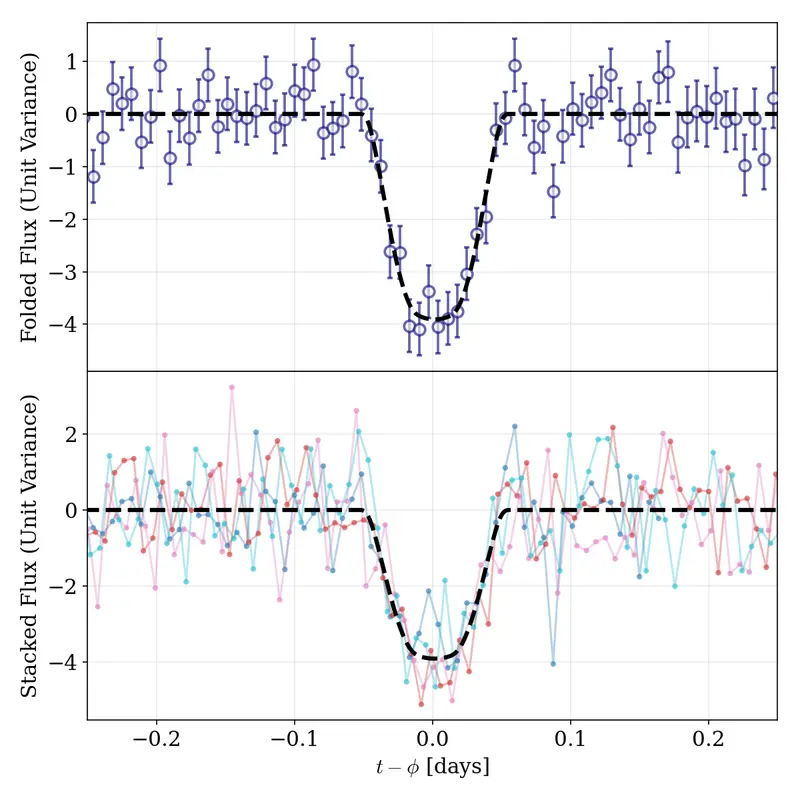 Folded Flux (Unit Variance)
1
0
−1
−2
−3
−4
Stacked Flux (Unit Variance)
2
0
−2
−4
−0.2 −0.1 0.0 0.1 0.2
t − ϕ [days]